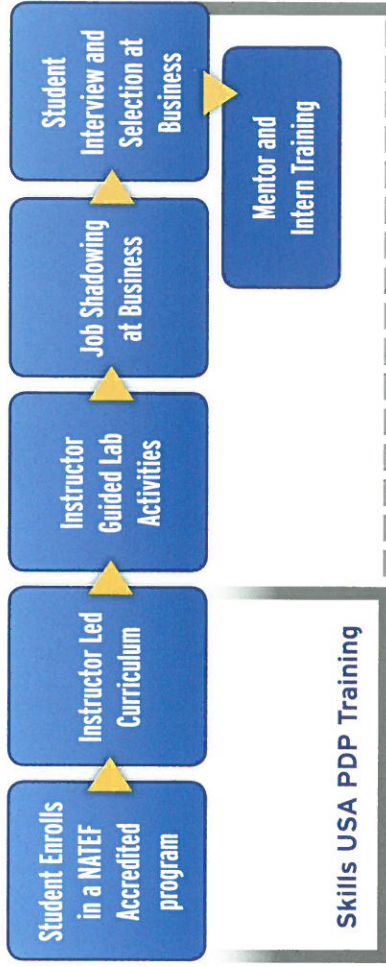 Student Enrolls
in a NATEF
Accredited
program
Instructor Led
Curriculum
Instructor
Guided Lab
Activities
Job Shadowing
at Business
Student
Interview and
Selection at
Business
Mentor and
Intern Training
Skills USA PDP Training